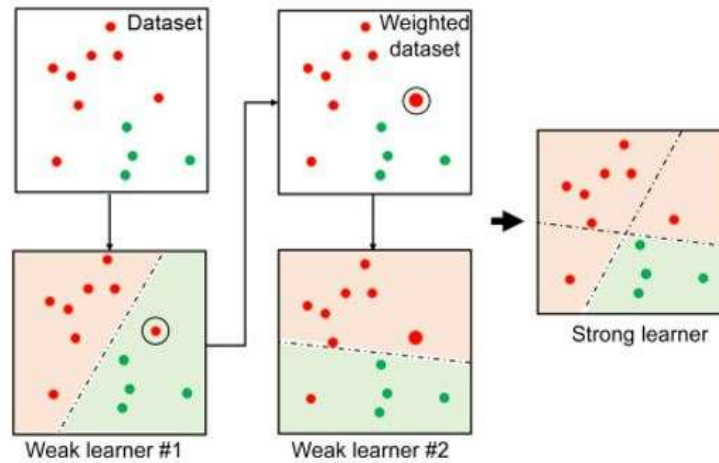 Dataset
Weighted
dataset
Strong learner
Weak learner #1
Weak learner #2